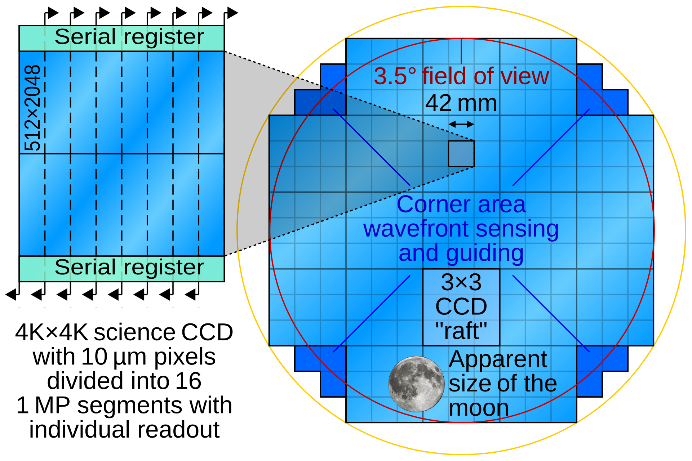 Serial register
512×2048
Serial register
4K×4K science CCD
with 10 µm pixels
divided into 16
1 MP segments with
individual readout
3.5° field of view
42 mm
Corner area
wavefront sensing
and guiding
3×3
CCD
"raft"
Apparent
size of the
moon